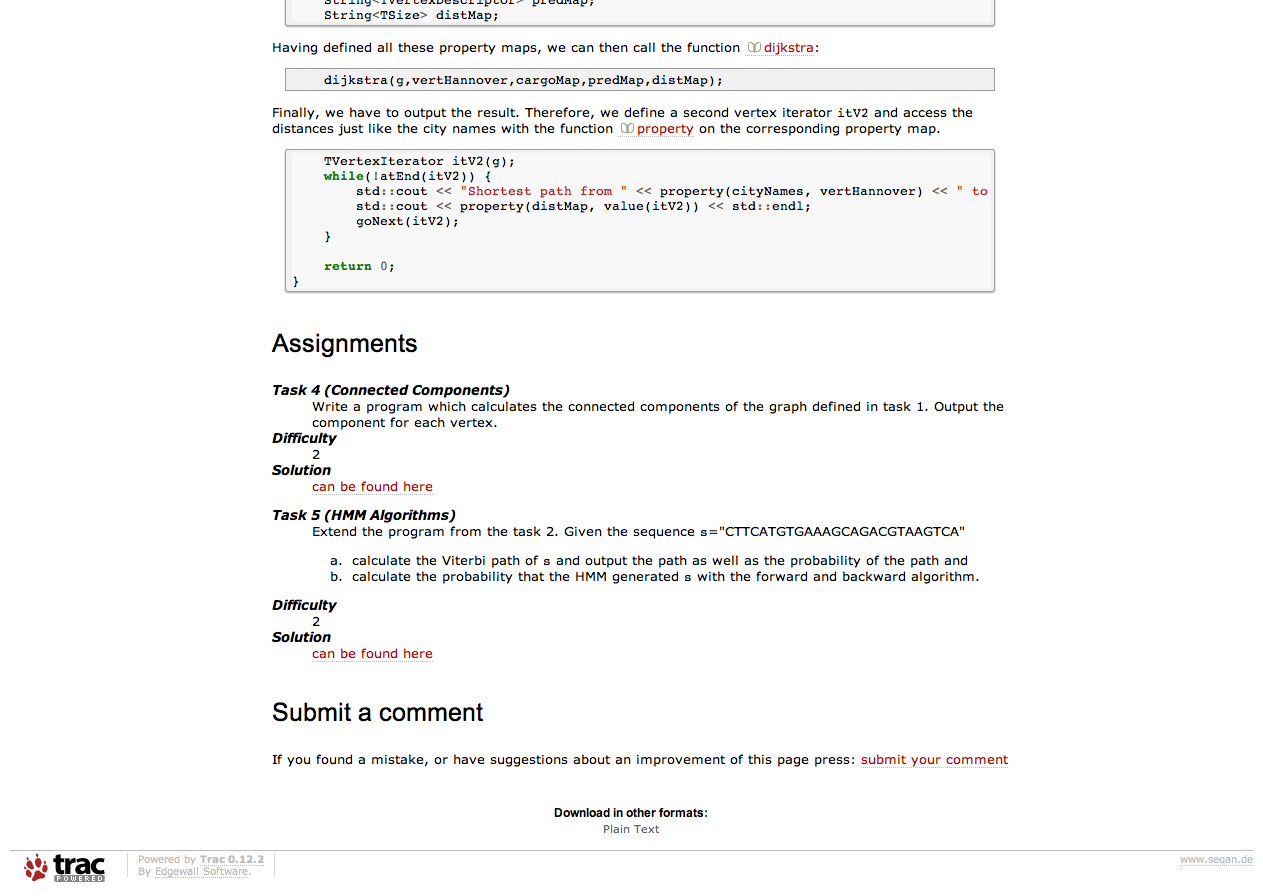 String<TVertexDescriptor> predMap;
String<TSize> distMap;
Having defined all these property maps, we can then call the function dijkstra:
dijkstra(g,vertHannover,cargoMap,predMap,distMap);
Finally, we have to output the result. Therefore, we define a second vertex iterator itV2 and access the
distances just like the city names with the function property on the corresponding property map.
TVertexIterator itV2(g);
while(!atEnd(itV2)) {
std::cout << "Shortest path from " << property(cityNames, vertHannover) << " to
std::cout << property(distMap, value(itV2)) << std::endl;
goNext(itV2);
}
return 0;
}
Assignments
Task 4 (Connected Components)
Write a program which calculates the connected components of the graph defined in task 1. Output the
component for each vertex.
Difficulty
2
Solution
can be found here
Task 5 (HMM Algorithms)
Extend the program from the task 2. Given the sequence s="CTTCATGTGAAAGCAGACGTAAGTCA"
a. calculate the Viterbi path of s and output the path as well as the probability of the path and
b. calculate the probability that the HMM generated s with the forward and backward algorithm.
Difficulty
2
Solution
can be found here
Submit a comment
If you found a mistake, or have suggestions about an improvement of this page press: submit your comment
Download in other formats:
Plain Text
trac
POWERED
Powered by Trac 0.12.2
By Edgewall Software.
www.seqan.de